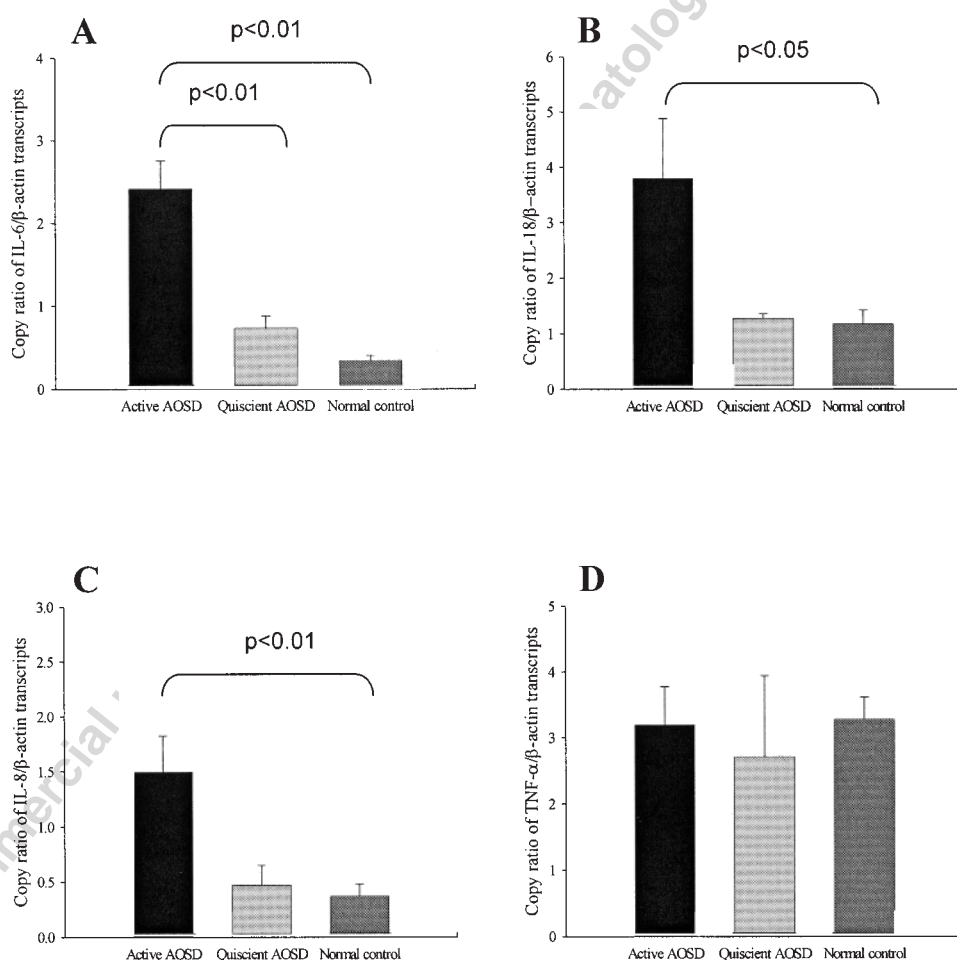 A
p<0.01
p<0.01
Copy ratio of IL-6/β-actin transcripts
4
3
2
1
0
Active AOSD Quiscient AOSD Normal control
B
p<0.05
Copy ratio of IL-18/β-actin transcripts
6
5
4
3
2
1
0
Active AOSD Quiscient AOSD Normal control
C
p<0.01
Copy ratio of IL-8/β-actin transcripts
3.0
2.5
2.0
1.5
1.0
0.5
0.0
Active AOSD Quiscient AOSD Normal control
D
Copy ratio of TNF-α/β-actin transcripts
5
4
3
2
1
0
Active AOSD Quiscient AOSD Normal control